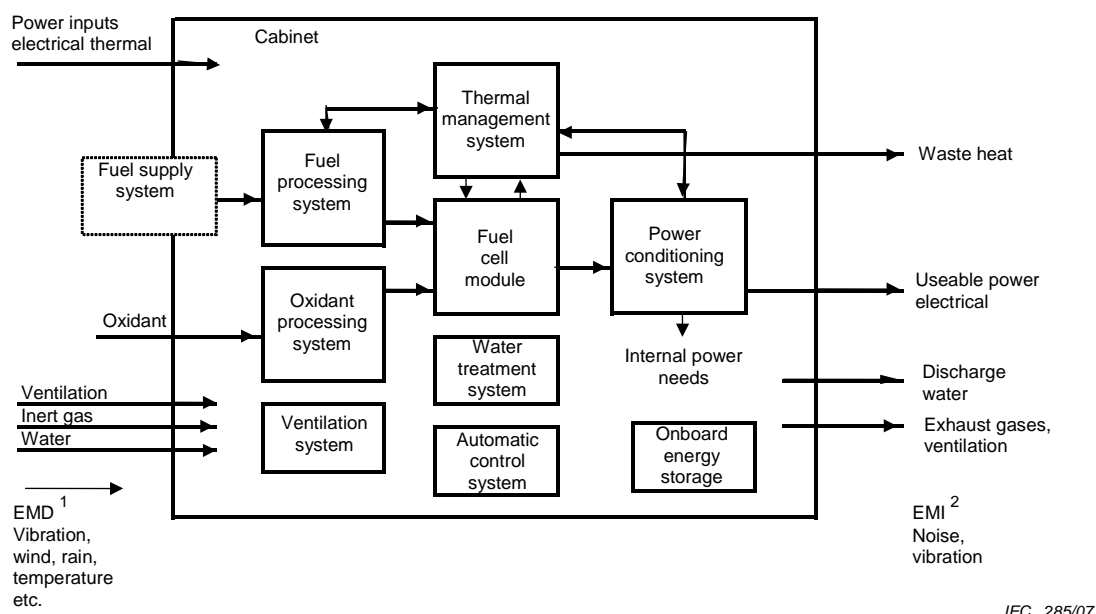 Power inputs
electrical thermal
Cabinet
Thermal
management
system
Fuel supply
system
Fuel
processing
system
Waste heat
Fuel
cell
module
Power
conditioning
system
Oxidant
Oxidant
processing
system
Useable power
electrical
Water
treatment
system
Internal power
needs
Discharge
water
Ventilation
Inert gas
Water
Ventilation
system
Automatic
control
system
Onboard
energy
storage
Exhaust gases,
ventilation
EMD 1
Vibration,
wind, rain,
temperature
etc.
EMI 2
Noise,
vibration
IEC 285/07